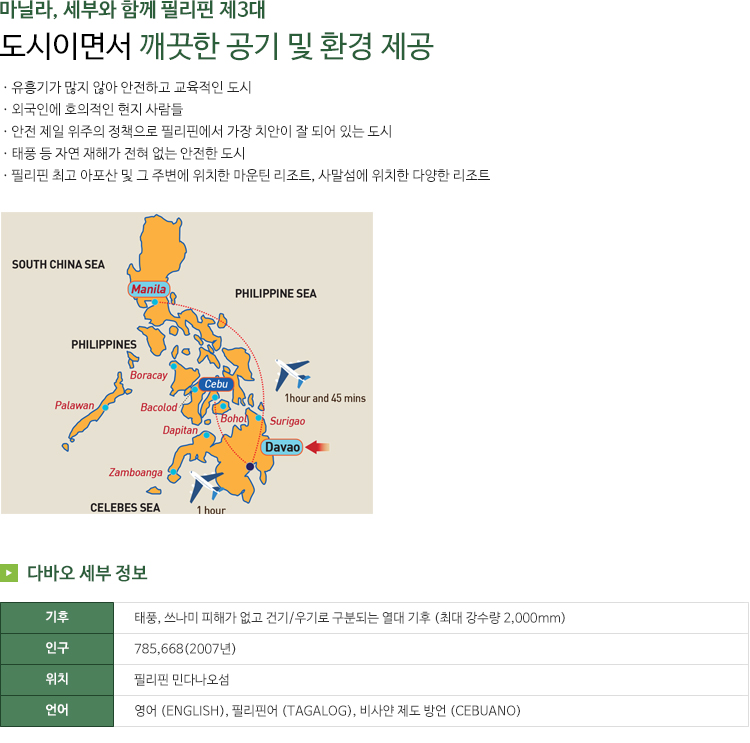 마닐라, 세부와 함께 필리핀 제3대
도시이면서 깨끗한 공기 및 환경 제공
· 유흥기가 많지 않아 안전하고 교육적인 도시
· 외국인에 호의적인 현지 사람들
· 안전 제일 위주의 정책으로 필리핀에서 가장 치안이 잘 되어 있는 도시
· 태풍 등 자연 재해가 전혀 없는 안전한 도시
· 필리핀 최고 아포산 및 그 주변에 위치한 마운틴 리조트, 사말섬에 위치한 다양한 리조트
SOUTH CHINA SEA
Manila
PHILIPPINE SEA
PHILIPPINES
Boracay
Cebu
1hour and 45 mins
Palawan
Bacolod
Bohol
Surigao
Dapitan
Davao
Zamboanga
CELEBES SEA
1 hour
다바오 세부 정보
기후 태풍, 쓰나미 피해가 없고 건기/우기로 구분되는 열대 기후 (최대 강수량 2,000mm)
인구 785,668(2007년)
위치 필리핀 민다나오섬
언어 영어 (ENGLISH), 필리핀어 (TAGALOG), 비사얀 제도 방언 (CEBUANO)